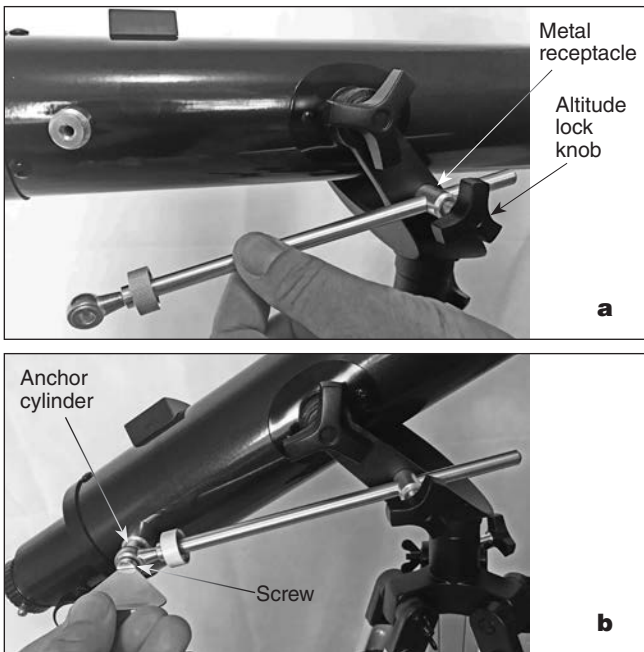 Metal
receptacle
Altitude
lock
knob
a
Anchor
cylinder
Screw
b